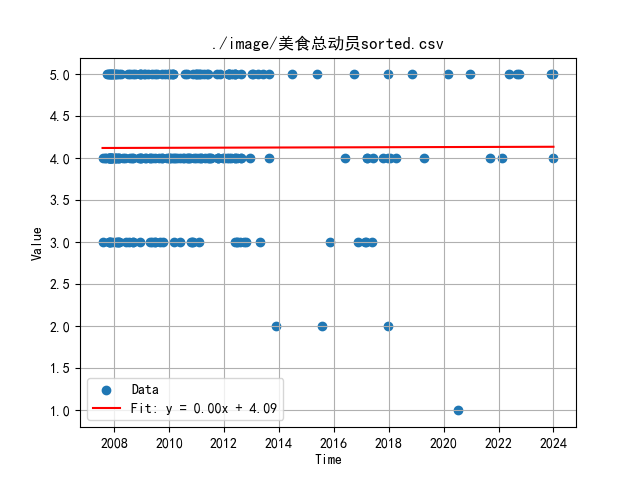 ./image/美食总动员sorted.csv
5.0
4.5
4.0
3.5
3.0
2.5
2.0
1.5
1.0
Value
Data
Fit: y = 0.00x + 4.09
2008 2010 2012 2014 2016 2018 2020 2022 2024
Time